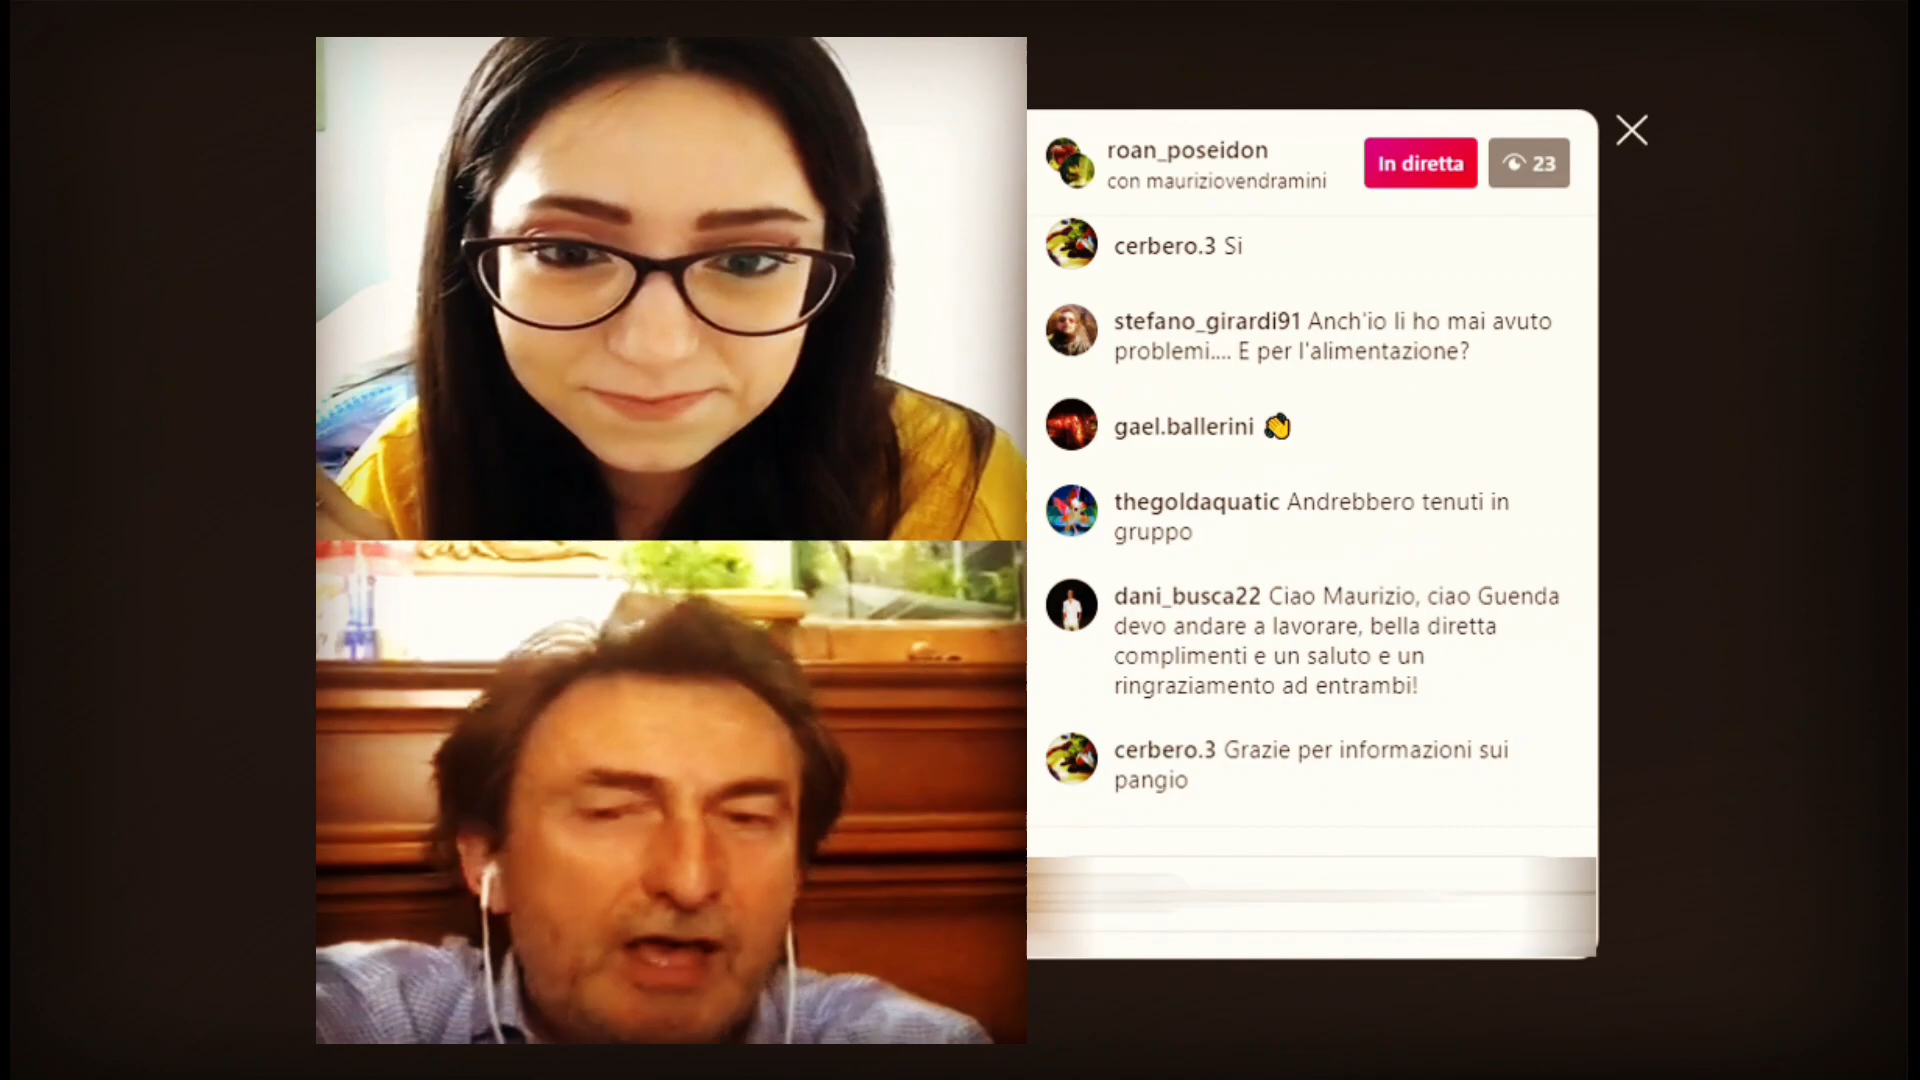 roan_poseidon
con mauriziovendramini
In diretta
23
cerbero.3 Si
stefano_girardi91 Anch'io li ho mai avuto
problemi.... E per l'alimentazione?
gael.ballerini 👏
thegoldaquatic Andrebbero tenuti in
gruppo
dani_busca22 Ciao Maurizio, ciao Guenda
devo andare a lavorare, bella diretta
complimenti e un saluto e un
ringraziamento ad entrambi!
cerbero.3 Grazie per informazioni sui
pangio